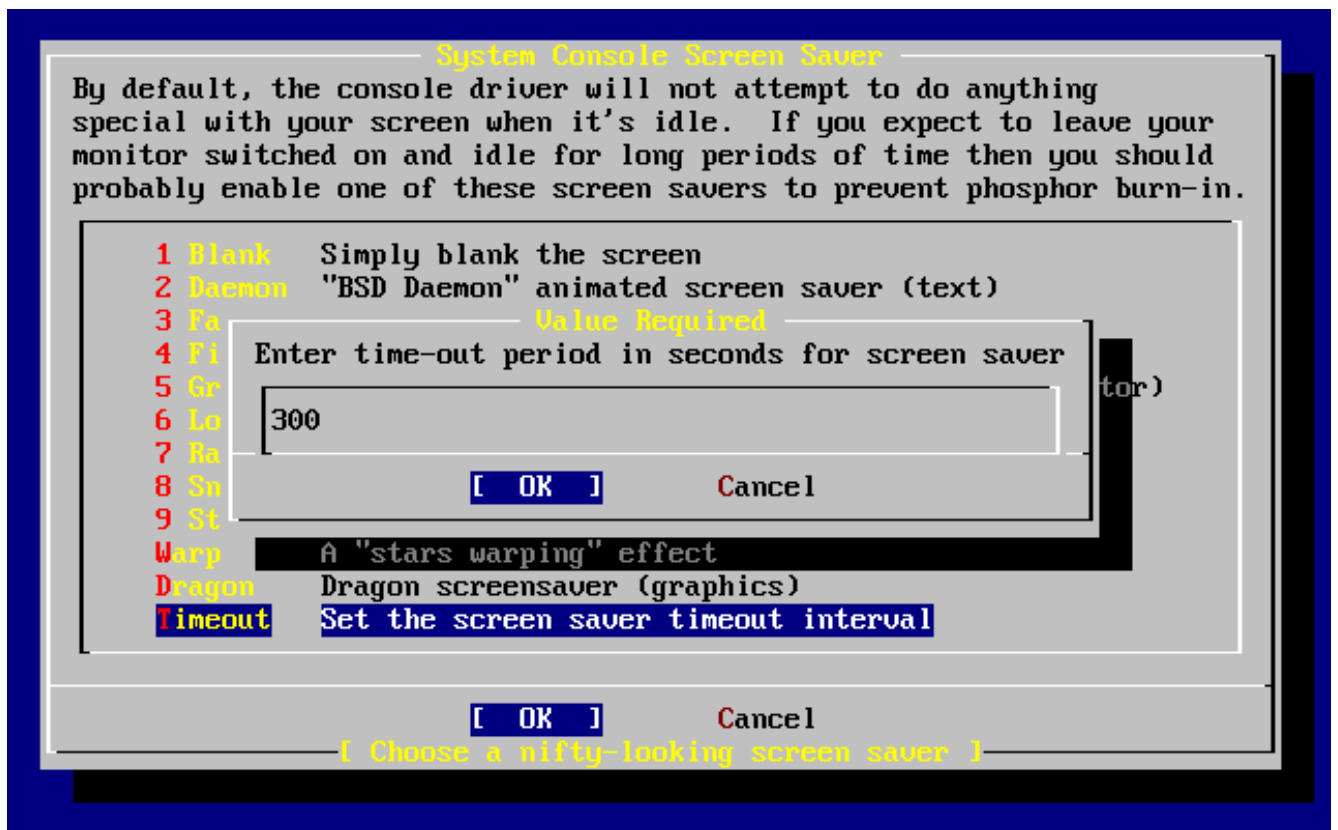 System Console Screen Saver
By default, the console driver will not attempt to do anything
special with your screen when it's idle.  If you expect to leave your
monitor switched on and idle for long periods of time then you should
probably enable one of these screen savers to prevent phosphor burn-in.
1 Blank   Simply blank the screen
2 Daemon  "BSD Daemon" animated screen saver (text)
3 Fa
Value Required
4 Fi
Enter time-out period in seconds for screen saver
5 Gr
tor)
6 Lo
300
7 Ra
8 Sn
[  OK  ]       Cancel
9 St
Warp      A "stars warping" effect
Dragon    Dragon screensaver (graphics)
Timeout   Set the screen saver timeout interval
[  OK  ]       Cancel
[ Choose a nifty-looking screen saver ]